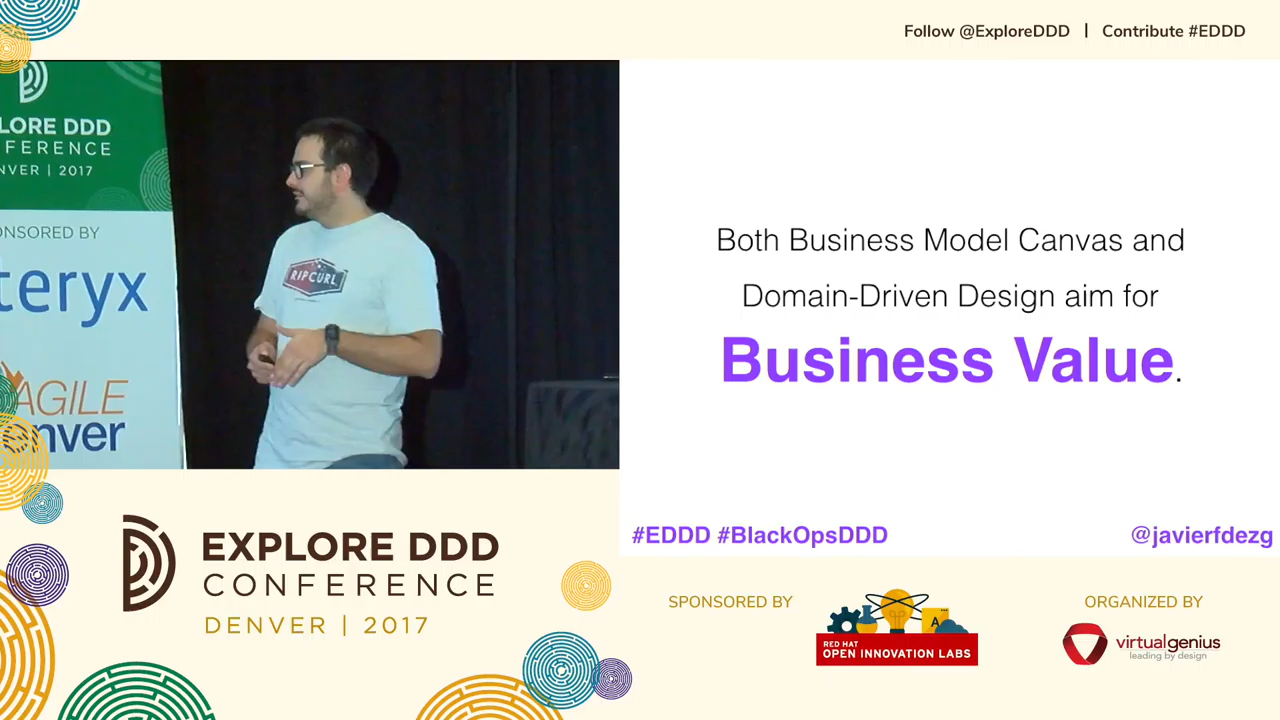 Follow @ExploreDDD | Contribute #EDDD
LORE DDD
NFERENCE
NVER | 2017
ONSORED BY
teryx
AGILE
nver
RIPCURL
Both Business Model Canvas and
Domain-Driven Design aim for
Business Value.
#EDDD #BlackOpsDDD
@javierfdezg
EXPLORE DDD
CONFERENCE
DENVER | 2017
SPONSORED BY
RED HAT
OPEN INNOVATION LABS
A
ORGANIZED BY
virtualgenius
leading by design